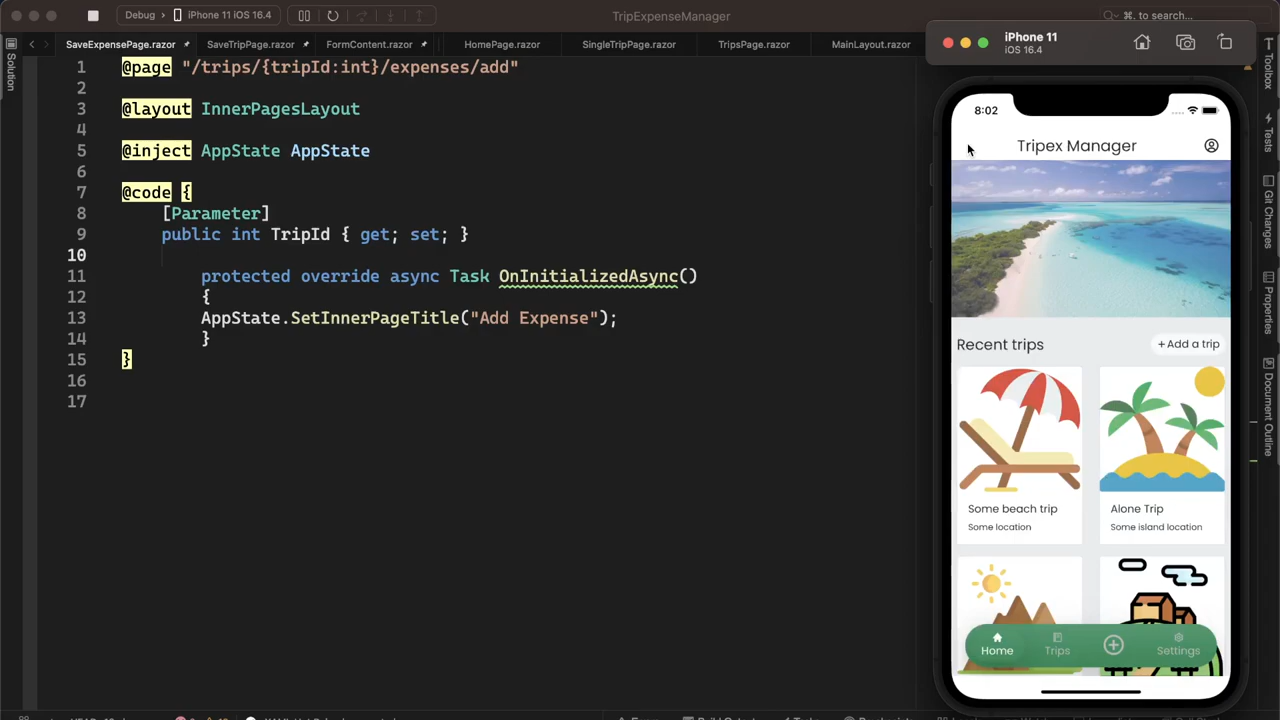 Debug › iPhone 11 iOS 16.4
TripExpenseManager
⌘. to search...
SaveExpensePage.razor
SaveTripPage.razor
FormContent.razor
HomePage.razor
SingleTripPage.razor
TripsPage.razor
MainLayout.razor
Solution
1 @page "/trips/{tripId:int}/expenses/add"
2
3 @layout InnerPagesLayout
4
5 @inject AppState AppState
6
7 @code {
8 [Parameter]
9 public int TripId { get; set; }
10
11 protected override async Task OnInitializedAsync()
12 {
13 AppState.SetInnerPageTitle("Add Expense");
14 }
15 }
16
17
iPhone 11
iOS 16.4
8:02
Tripex Manager
Recent trips
+Add a trip
Some beach trip
Some location
Alone Trip
Some island location
Home
Trips
Settings
Toolbox
Tests
Git Changes
Properties
Document Outline